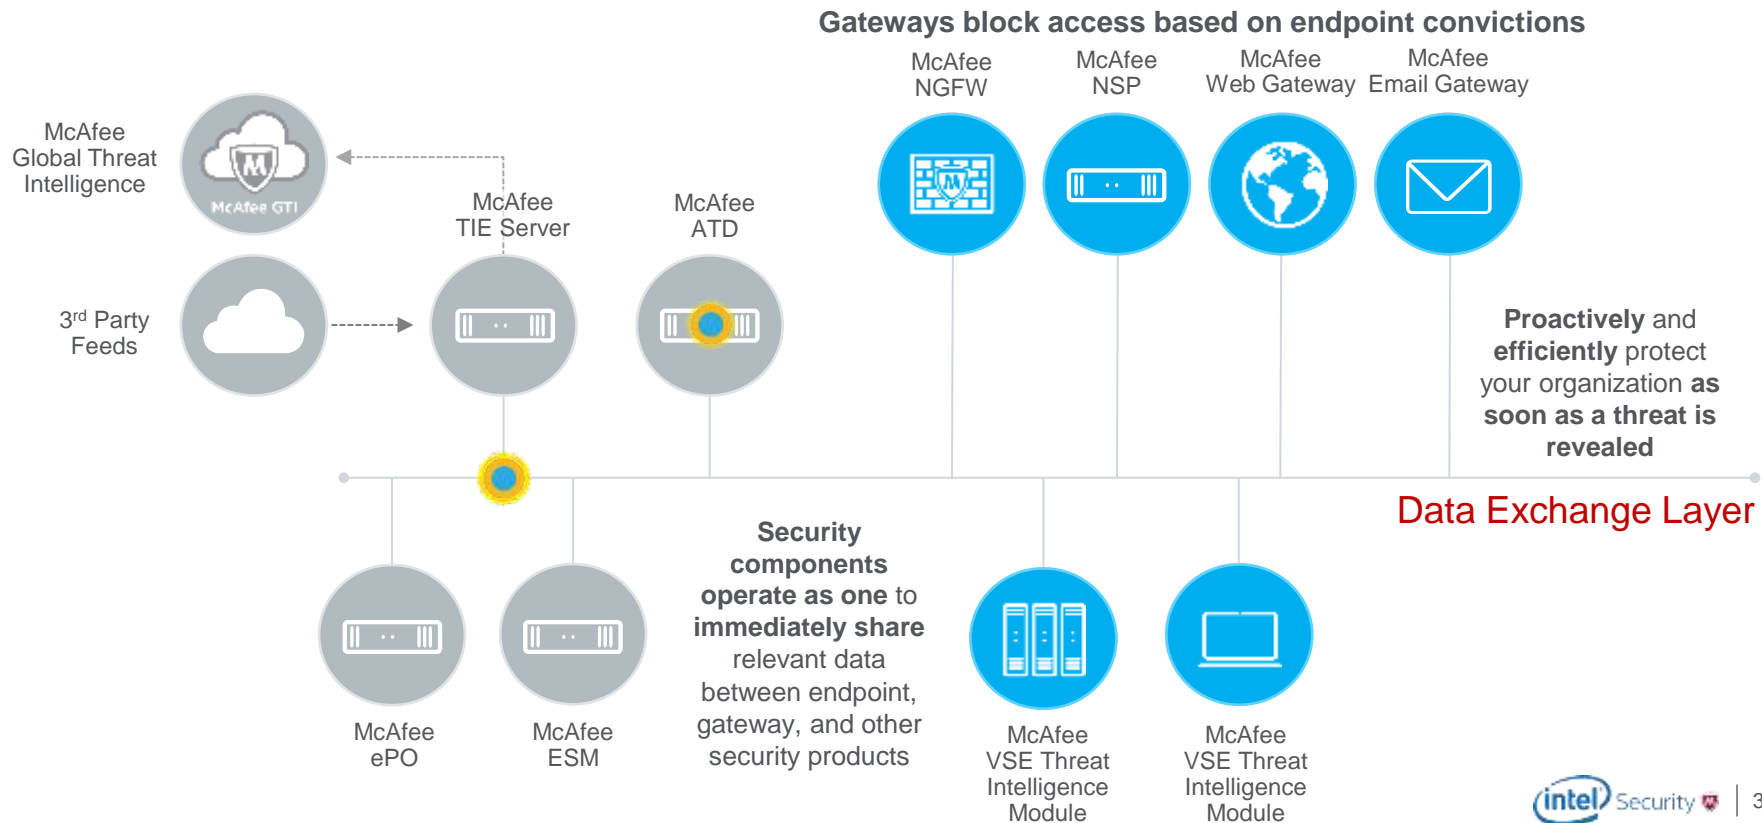 Gateways block access based on endpoint convictions
McAfee
NGFW
McAfee
NSP
McAfee
Web Gateway
McAfee
Email Gateway
McAfee
Global Threat
Intelligence
McAfee GTI
McAfee
TIE Server
McAfee
ATD
3rd Party
Feeds
Proactively and
efficiently protect
your organization as
soon as a threat is
revealed
Data Exchange Layer
Security
components
operate as one to
immediately share
relevant data
between endpoint,
gateway, and other
security products
McAfee
ePO
McAfee
ESM
McAfee
VSE Threat
Intelligence
Module
McAfee
VSE Threat
Intelligence
Module
intel Security
3